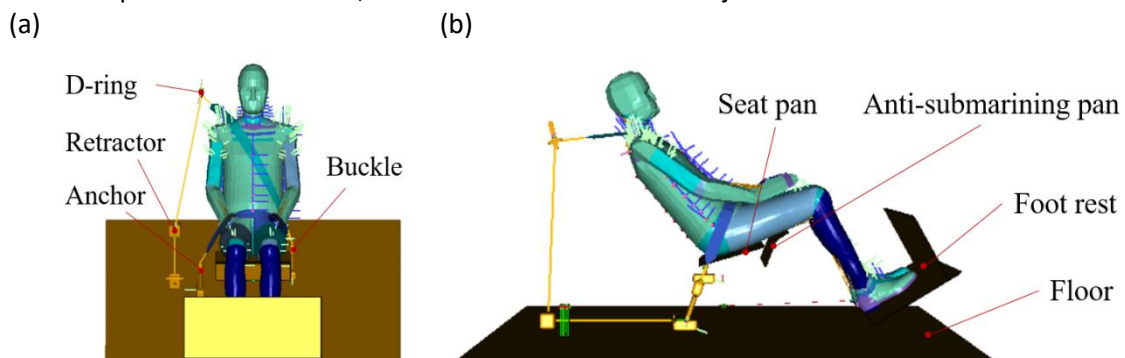 (a)
(b)
D-ring
Retractor
Anchor
Buckle
Seat pan
Anti-submarining pan
Foot rest
Floor